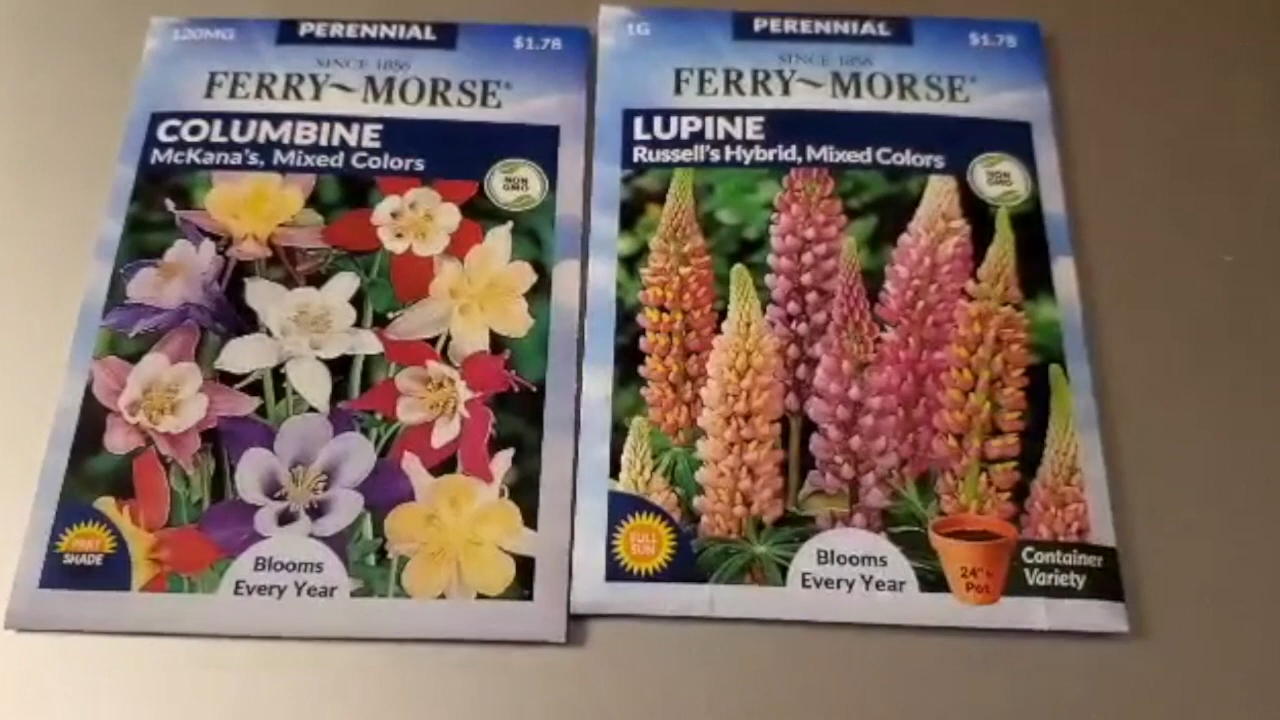 120MG
PERENNIAL
$1.78
SINCE 1856
FERRY~MORSE®
COLUMBINE
McKana's, Mixed Colors
NON
GMO
PART
SHADE
Blooms
Every Year
1G
PERENNIAL
$1.78
SINCE 1856
FERRY~MORSE®
LUPINE
Russell's Hybrid, Mixed Colors
NON
GMO
FULL
SUN
Blooms
Every Year
24"+
Pot
Container
Variety